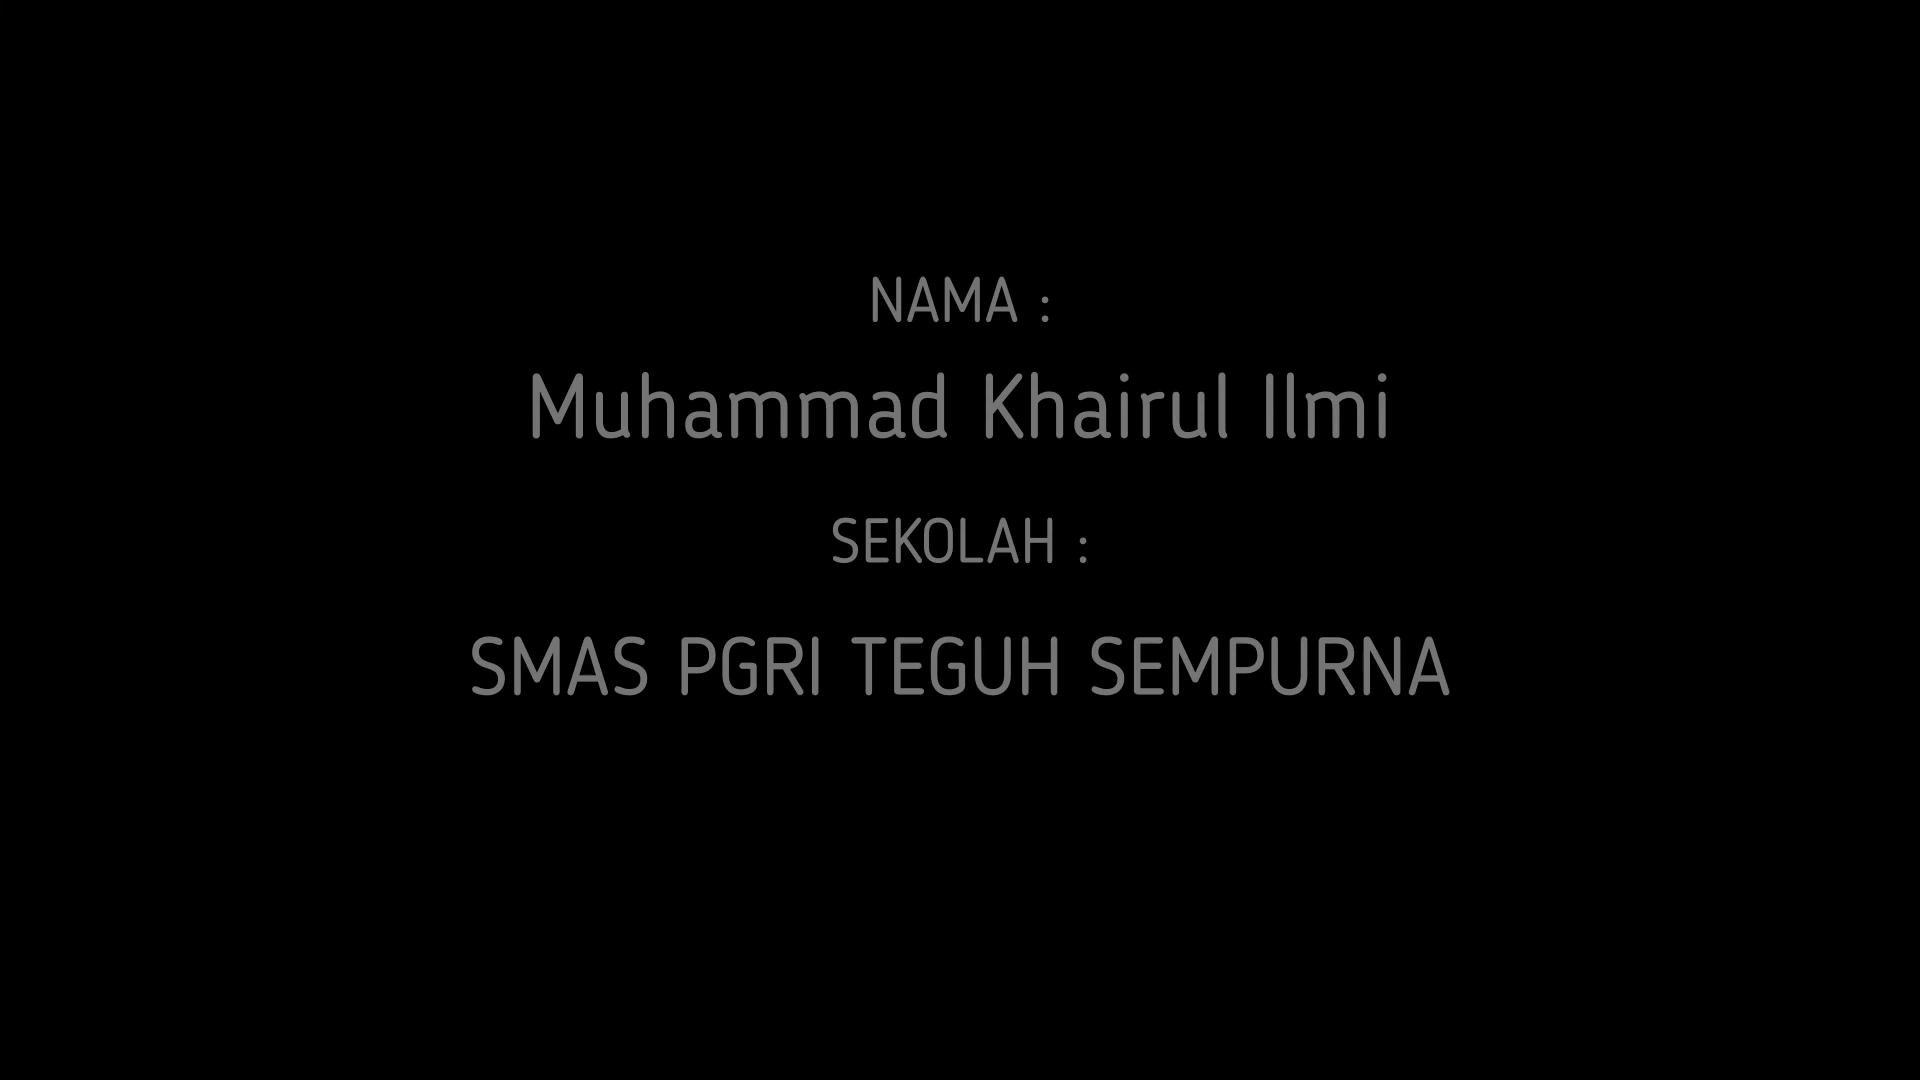 NAMA :
Muhammad Khairul Ilmi
SEKOLAH :
SMAS PGRI TEGUH SEMPURNA